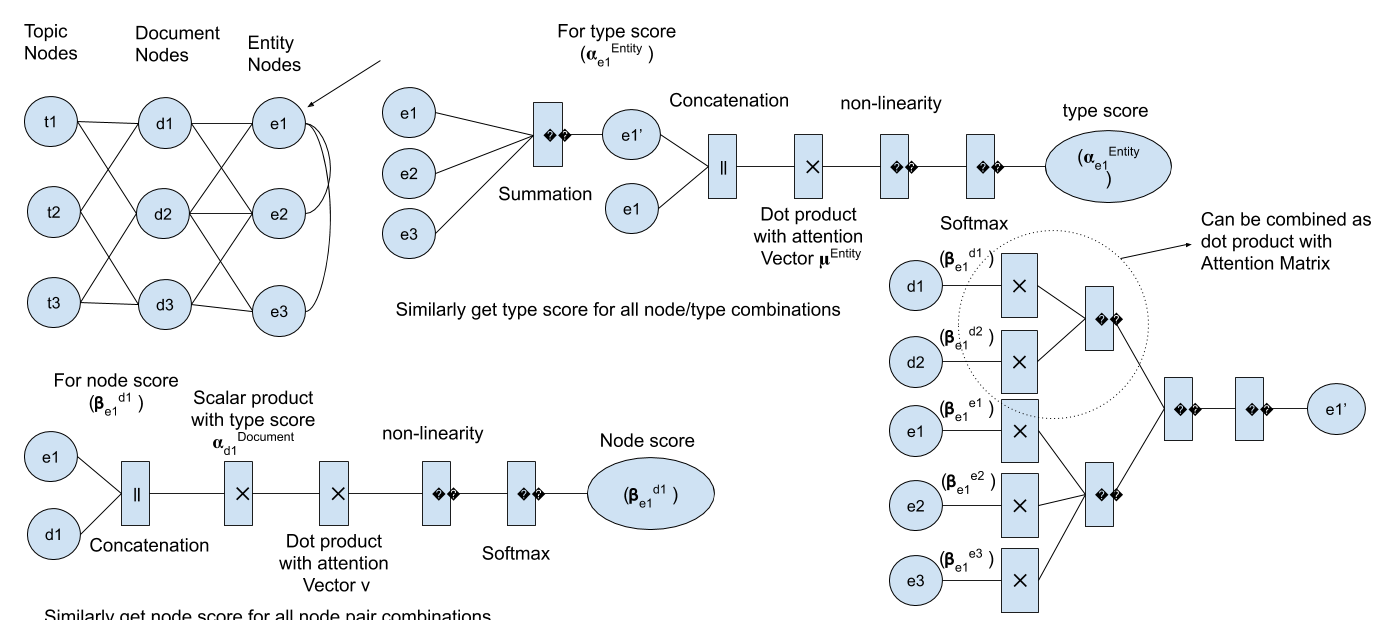 Topic
Nodes
Document
Nodes
Entity
Nodes
t1
d1
e1
t2
d2
e2
t3
d3
e3
For type score
(αe1Entity )
e1
e2
e3
��
Summation
e1’
e1
Concatenation
||
×
Dot product
with attention
Vector μEntity
non-linearity
��
��
Softmax
type score
(αe1Entity
)
Similarly get type score for all node/type combinations
Can be combined as
dot product with
Attention Matrix
d1
(βe1d1 )
×
d2
(βe1d2 )
×
��
e1
(βe1e1 )
×
e2
(βe1e2 )
×
e3
(βe1e3 )
×
��
��
��
e1’
For node score
(βe1d1 )
e1
d1
||
Concatenation
Scalar product
with type score
αd1Document
×
×
Dot product
with attention
Vector v
non-linearity
��
��
Softmax
Node score
(βe1d1 )
Similarly get node score for all node pair combinations